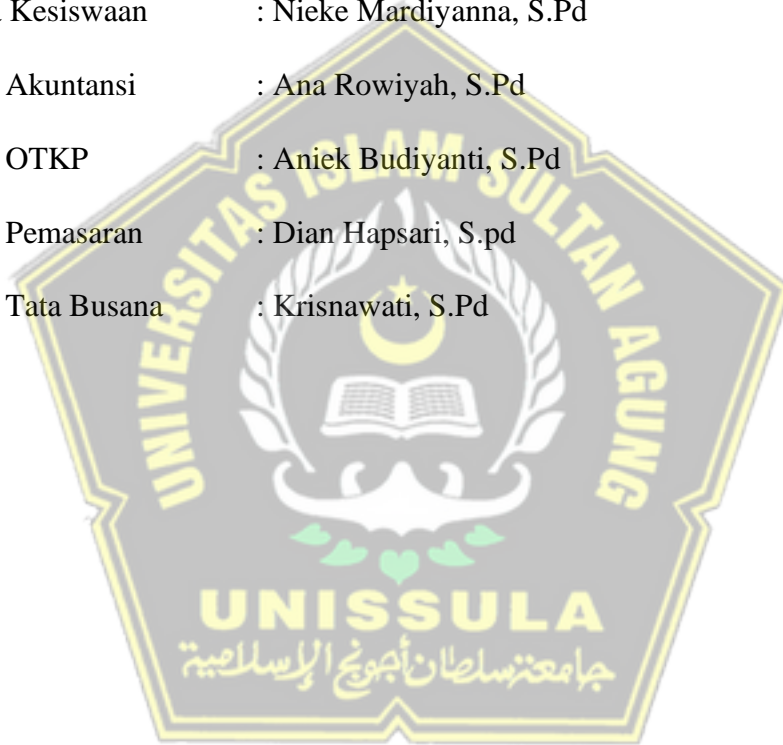 Kesiswaan : Nieke Mardiyanna, S.Pd
Akuntansi : Ana Rowiyah, S.Pd
OTKP : Aniek Budiyanti, S.Pd
Pemasaran : Dian Hapsari, S.pd
Tata Busana : Krisnawati, S.Pd
UNIVERSITAS ISLAM SULTAN AGUNG
UNISSULA
جامعة سلطان أجونج الإسلامية